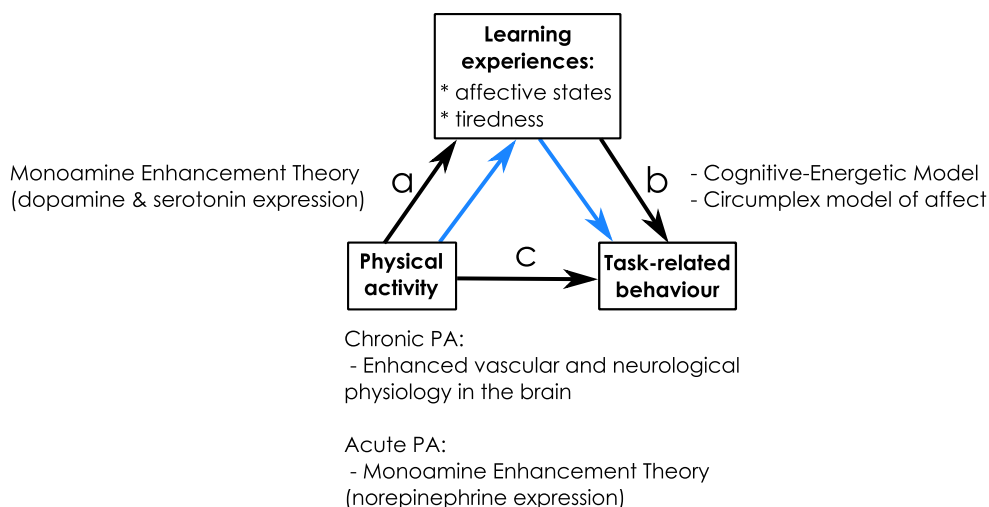 Learning
experiences:
* affective states
* tiredness
Monoamine Enhancement Theory
(dopamine & serotonin expression)
a
b
- Cognitive-Energetic Model
- Circumplex model of affect
Physical
activity
c
Task-related
behaviour
Chronic PA:
- Enhanced vascular and neurological
physiology in the brain
Acute PA:
- Monoamine Enhancement Theory
(norepinephrine expression)